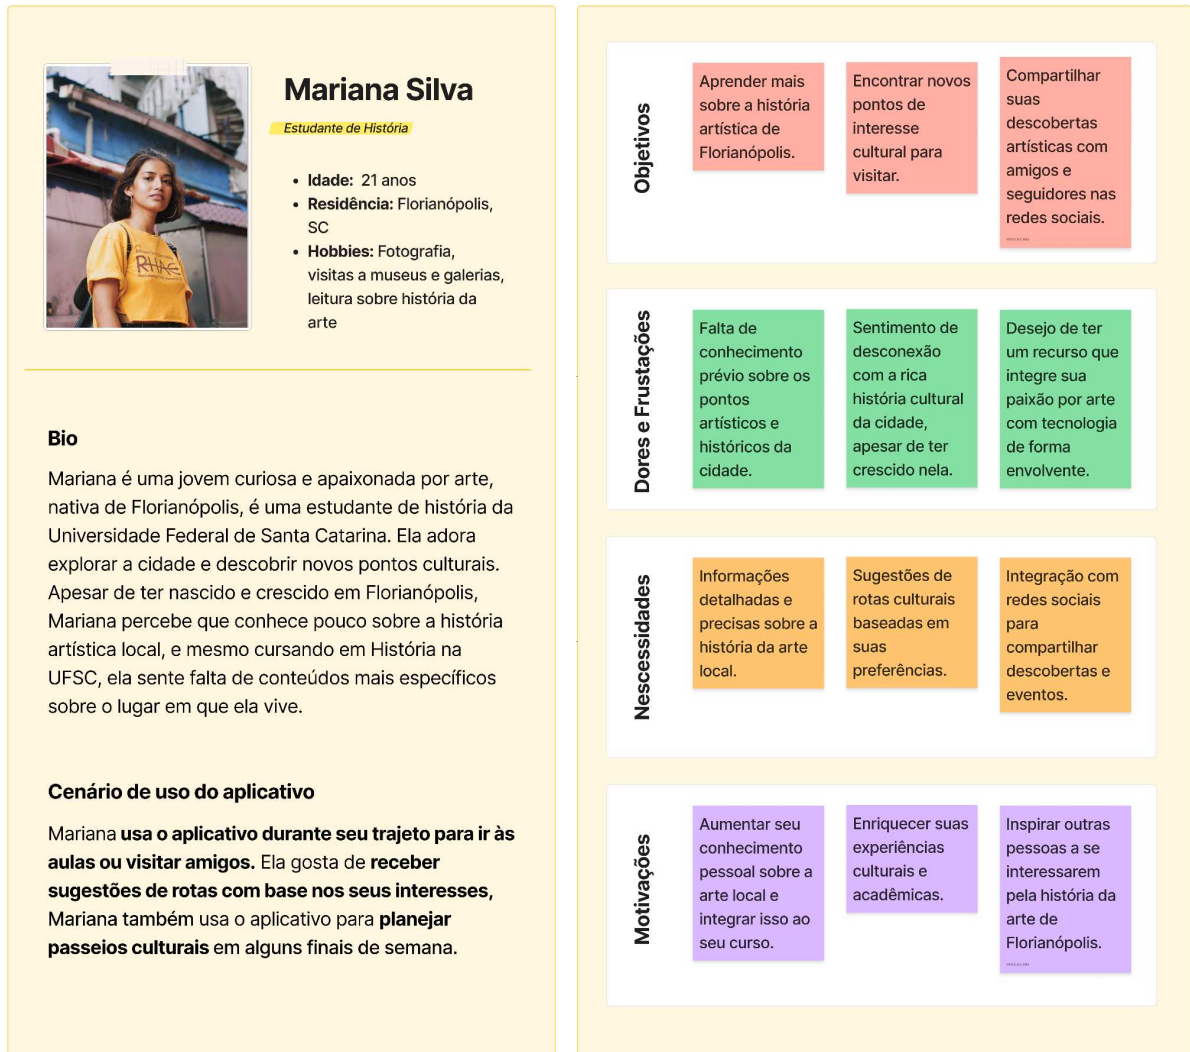 Mariana Silva
Estudante de História
• Idade: 21 anos
• Residência: Florianópolis,
SC
• Hobbies: Fotografia,
visitas a museus e galerias,
leitura sobre história da
arte
RHAE
Bio
Mariana é uma jovem curiosa e apaixonada por arte,
nativa de Florianópolis, é uma estudante de história da
Universidade Federal de Santa Catarina. Ela adora
explorar a cidade e descobrir novos pontos culturais.
Apesar de ter nascido e crescido em Florianópolis,
Mariana percebe que conhece pouco sobre a história
artística local, e mesmo cursando em História na
UFSC, ela sente falta de conteúdos mais específicos
sobre o lugar em que ela vive.
Cenário de uso do aplicativo
Mariana usa o aplicativo durante seu trajeto para ir às
aulas ou visitar amigos. Ela gosta de receber
sugestões de rotas com base nos seus interesses,
Mariana também usa o aplicativo para planejar
passeios culturais em alguns finais de semana.
Objetivos
Aprender mais
sobre a história
artística de
Florianópolis.
Encontrar novos
pontos de
interesse
cultural para
visitar.
Compartilhar
suas
descobertas
artísticas com
amigos e
seguidores nas
redes sociais.
Dores e Frustações
Falta de
conhecimento
prévio sobre os
pontos
artísticos e
históricos da
cidade.
Sentimento de
desconexão
com a rica
história cultural
da cidade,
apesar de ter
crescido nela.
Desejo de ter
um recurso que
integre sua
paixão por arte
com tecnologia
de forma
envolvente.
Nescessidades
Informações
detalhadas e
precisas sobre a
história da arte
local.
Sugestões de
rotas culturais
baseadas em
suas
preferências.
Integração com
redes sociais
para
compartilhar
descobertas e
eventos.
Motivações
Aumentar seu
conhecimento
pessoal sobre a
arte local e
integrar isso ao
seu curso.
Enriquecer suas
experiências
culturais e
acadêmicas.
Inspirar outras
pessoas a se
interessarem
pela história da
arte de
Florianópolis.